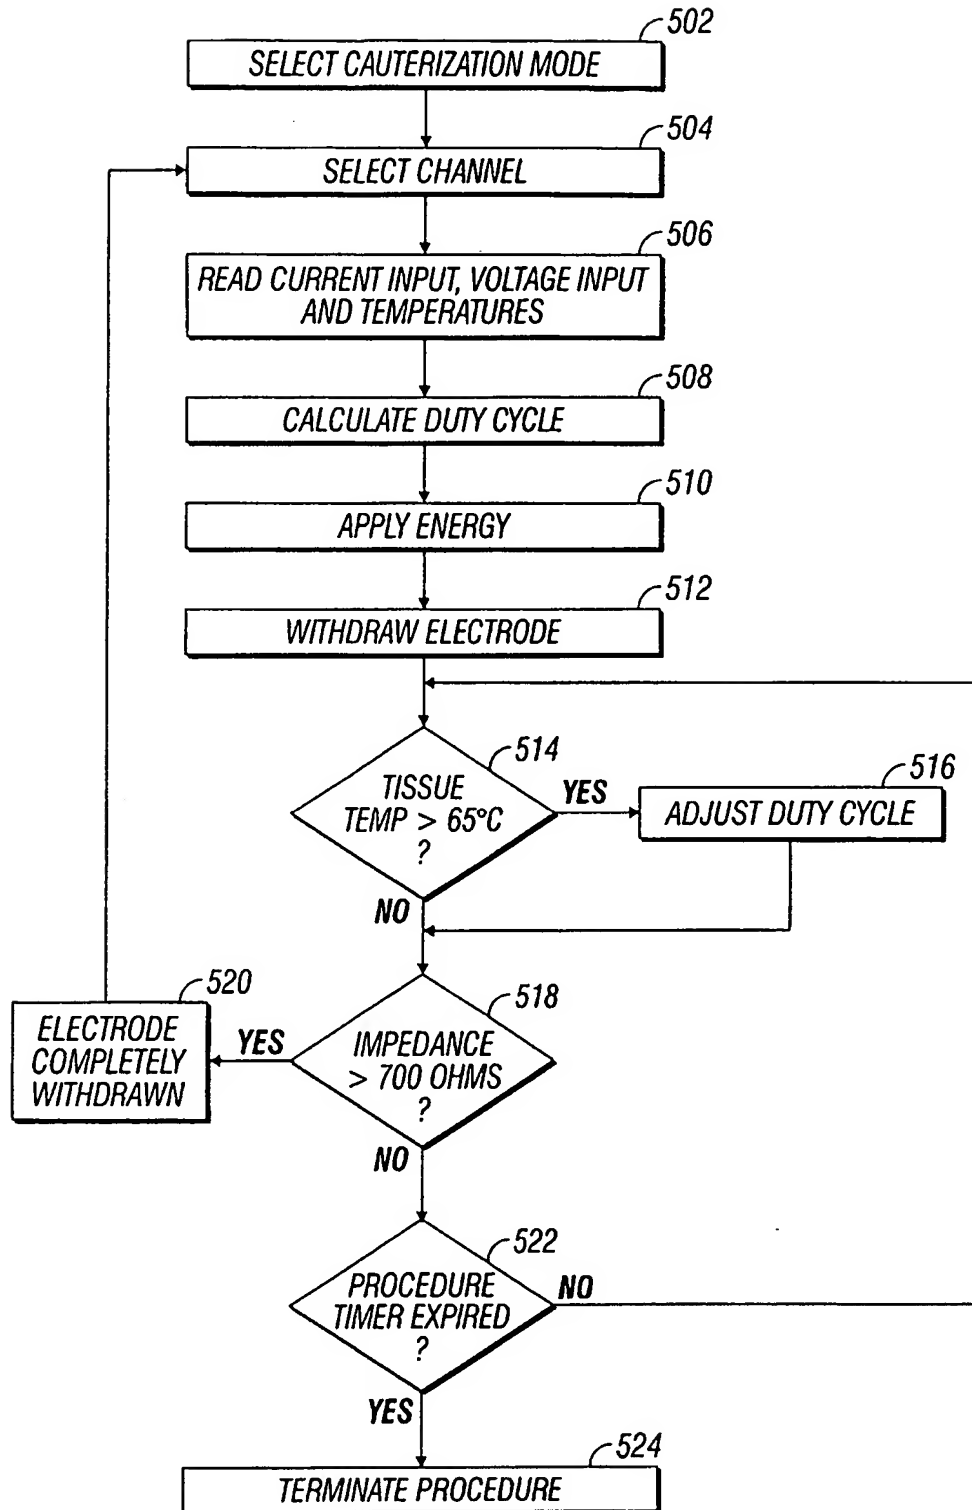 502
SELECT CAUTERIZATION MODE
504
SELECT CHANNEL
506
READ CURRENT INPUT, VOLTAGE INPUT
AND TEMPERATURES
508
CALCULATE DUTY CYCLE
510
APPLY ENERGY
512
WITHDRAW ELECTRODE
514
TISSUE
TEMP > 65°C
?
YES
516
ADJUST DUTY CYCLE
NO
518
IMPEDANCE
> 700 OHMS
?
YES
520
ELECTRODE
COMPLETELY
WITHDRAWN
NO
522
PROCEDURE
TIMER EXPIRED
?
NO
YES
524
TERMINATE PROCEDURE